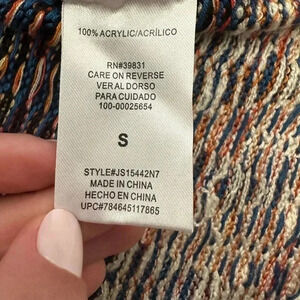 100% ACRYLIC/ACRÍLICO
RN#39831
CARE ON REVERSE
VER AL DORSO
PARA CUIDADO
100-00025654
S
STYLE#JS15442N7
MADE IN CHINA
HECHO EN CHINA
UPC#784645117865